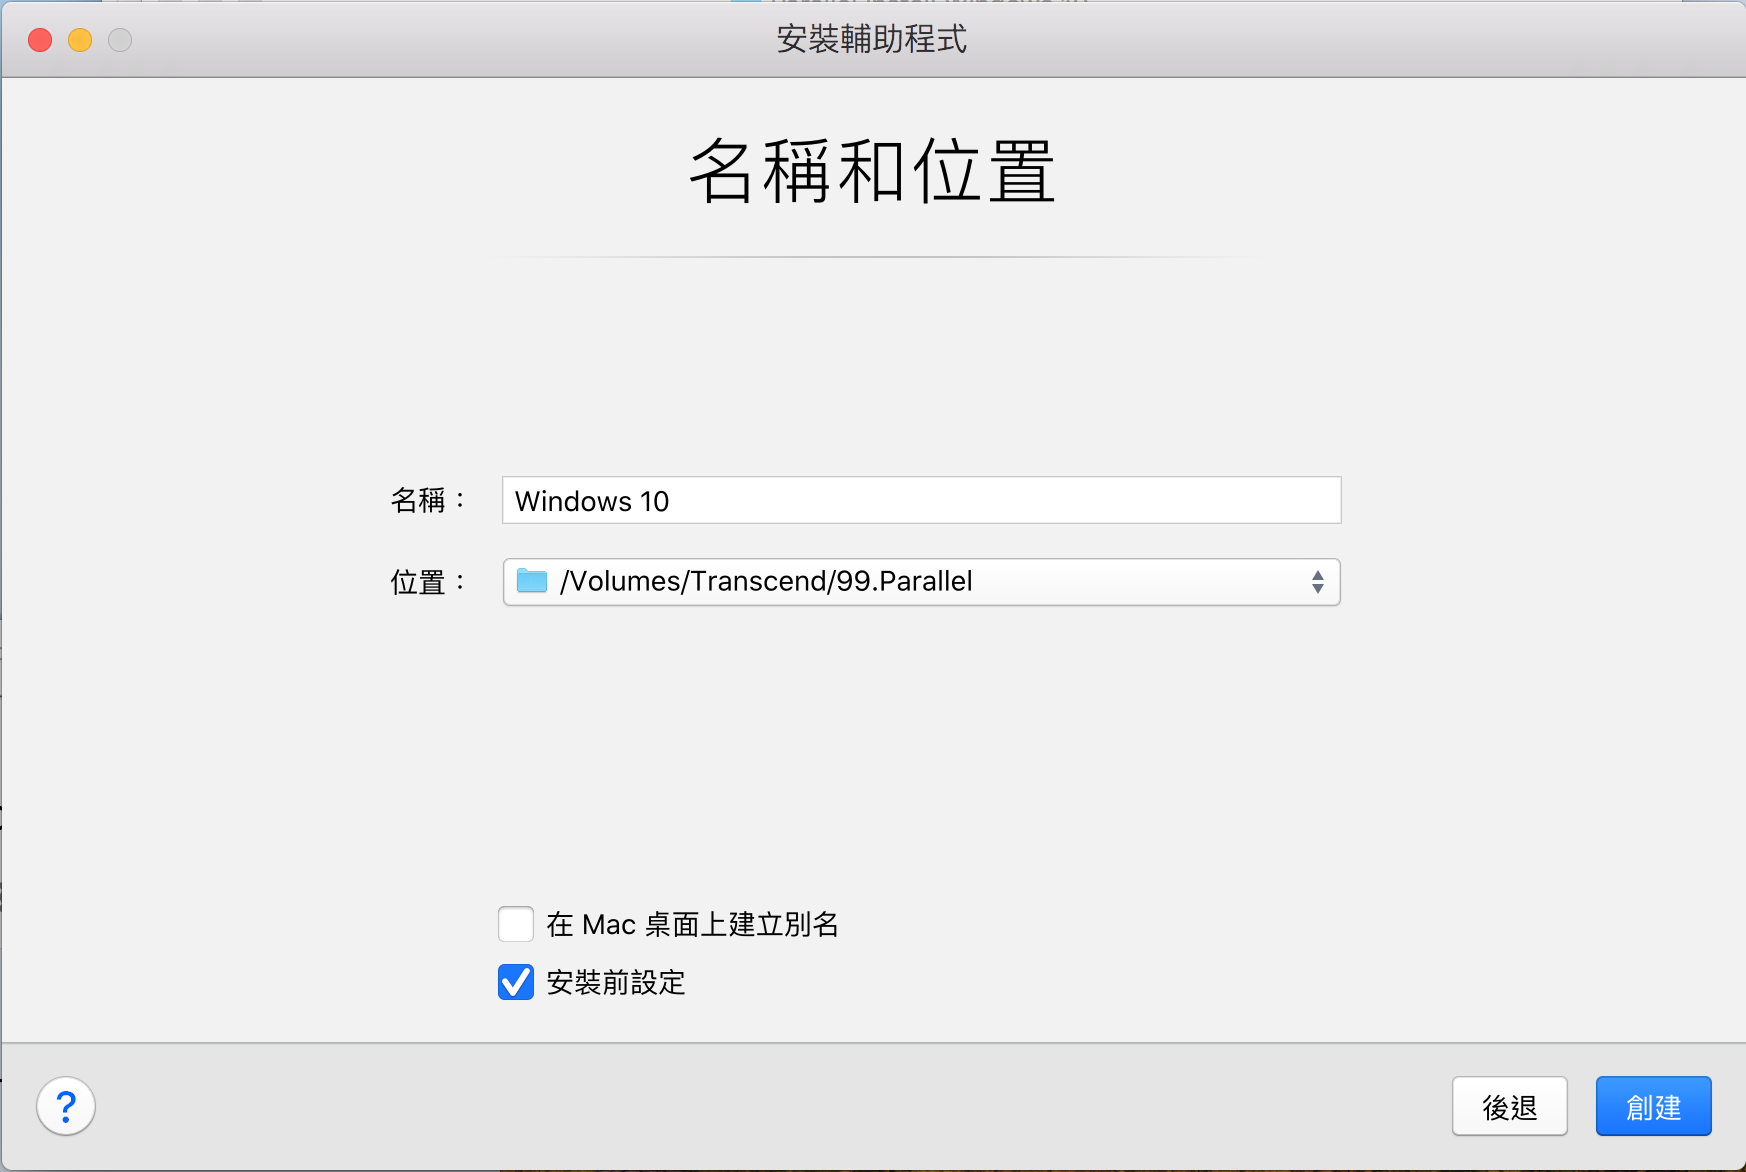 安裝輔助程式
名稱和位置
名稱：
Windows 10
位置：
/Volumes/Transcend/99.Parallel
在 Mac 桌面上建立別名
安裝前設定
?
後退
創建